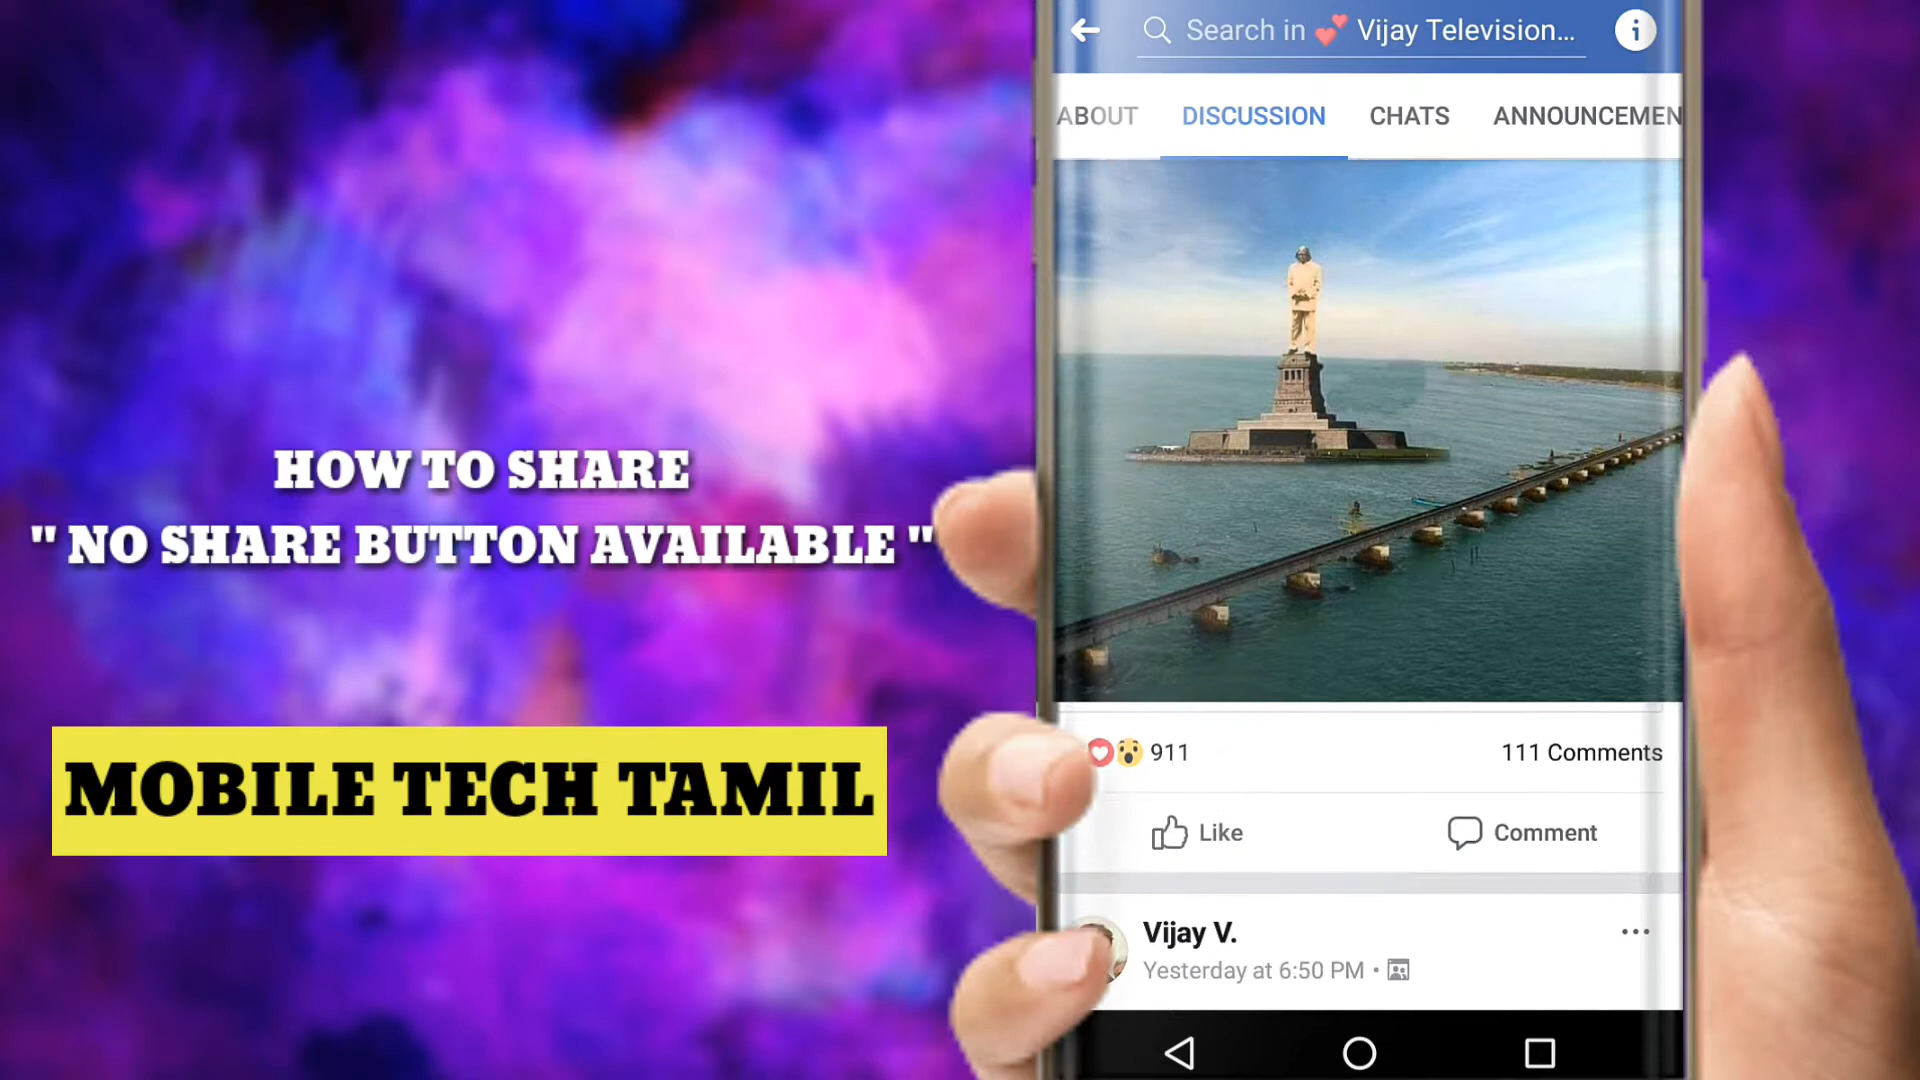 Search in 💕 Vijay Television...
ABOUT DISCUSSION CHATS ANNOUNCEMEN
HOW TO SHARE
" NO SHARE BUTTON AVAILABLE "
MOBILE TECH TAMIL
911 111 Comments
Like Comment
Vijay V.
Yesterday at 6:50 PM •